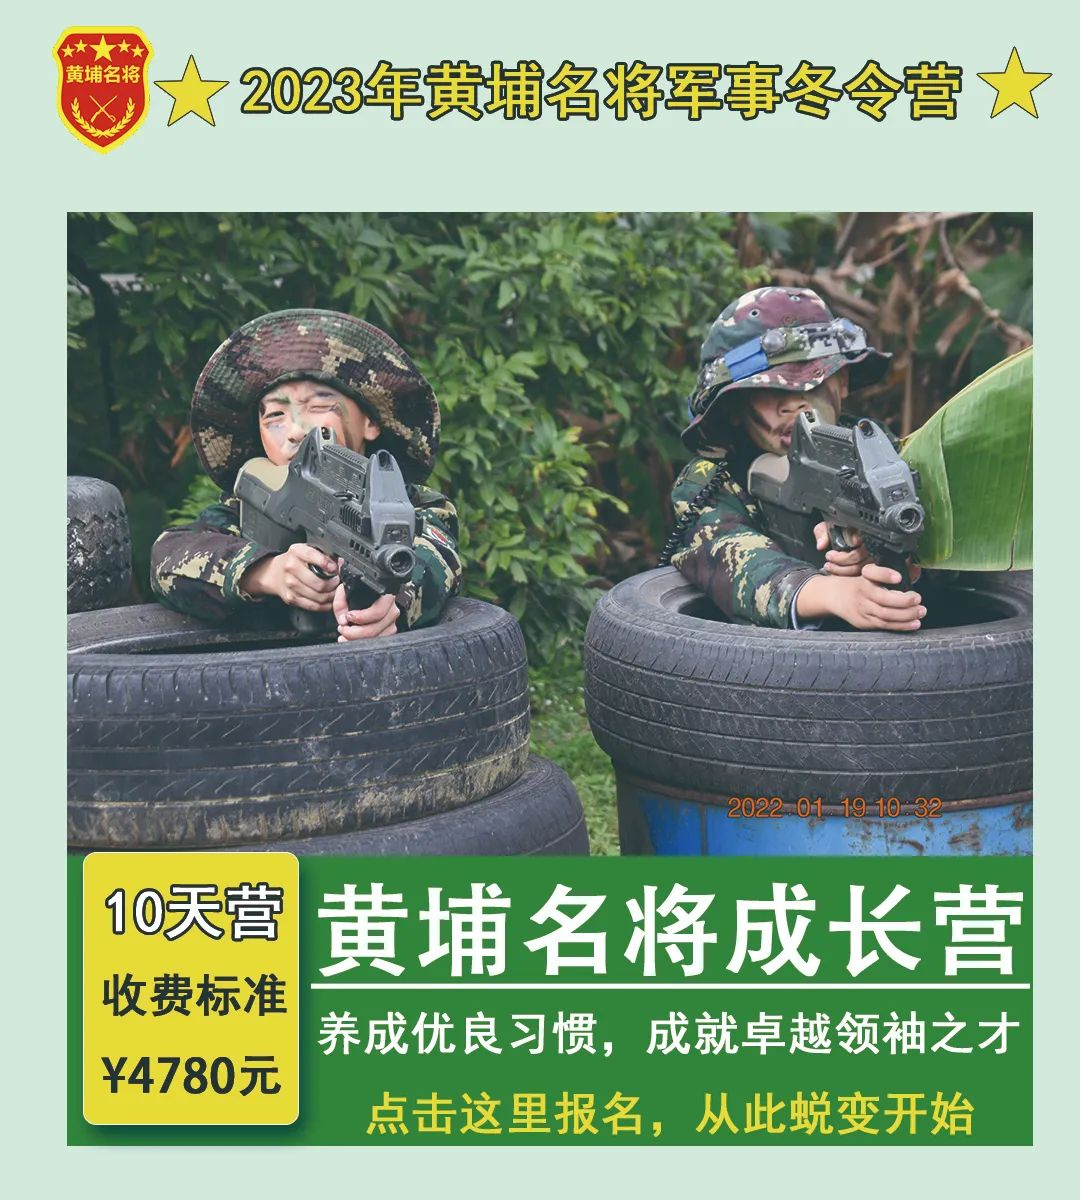 黄埔名将
2023年黄埔名将军事冬令营
2022 01 19 10:32
10天营
收费标准
¥4780元
黄埔名将成长营
养成优良习惯，成就卓越领袖之才
点击这里报名，从此蜕变开始